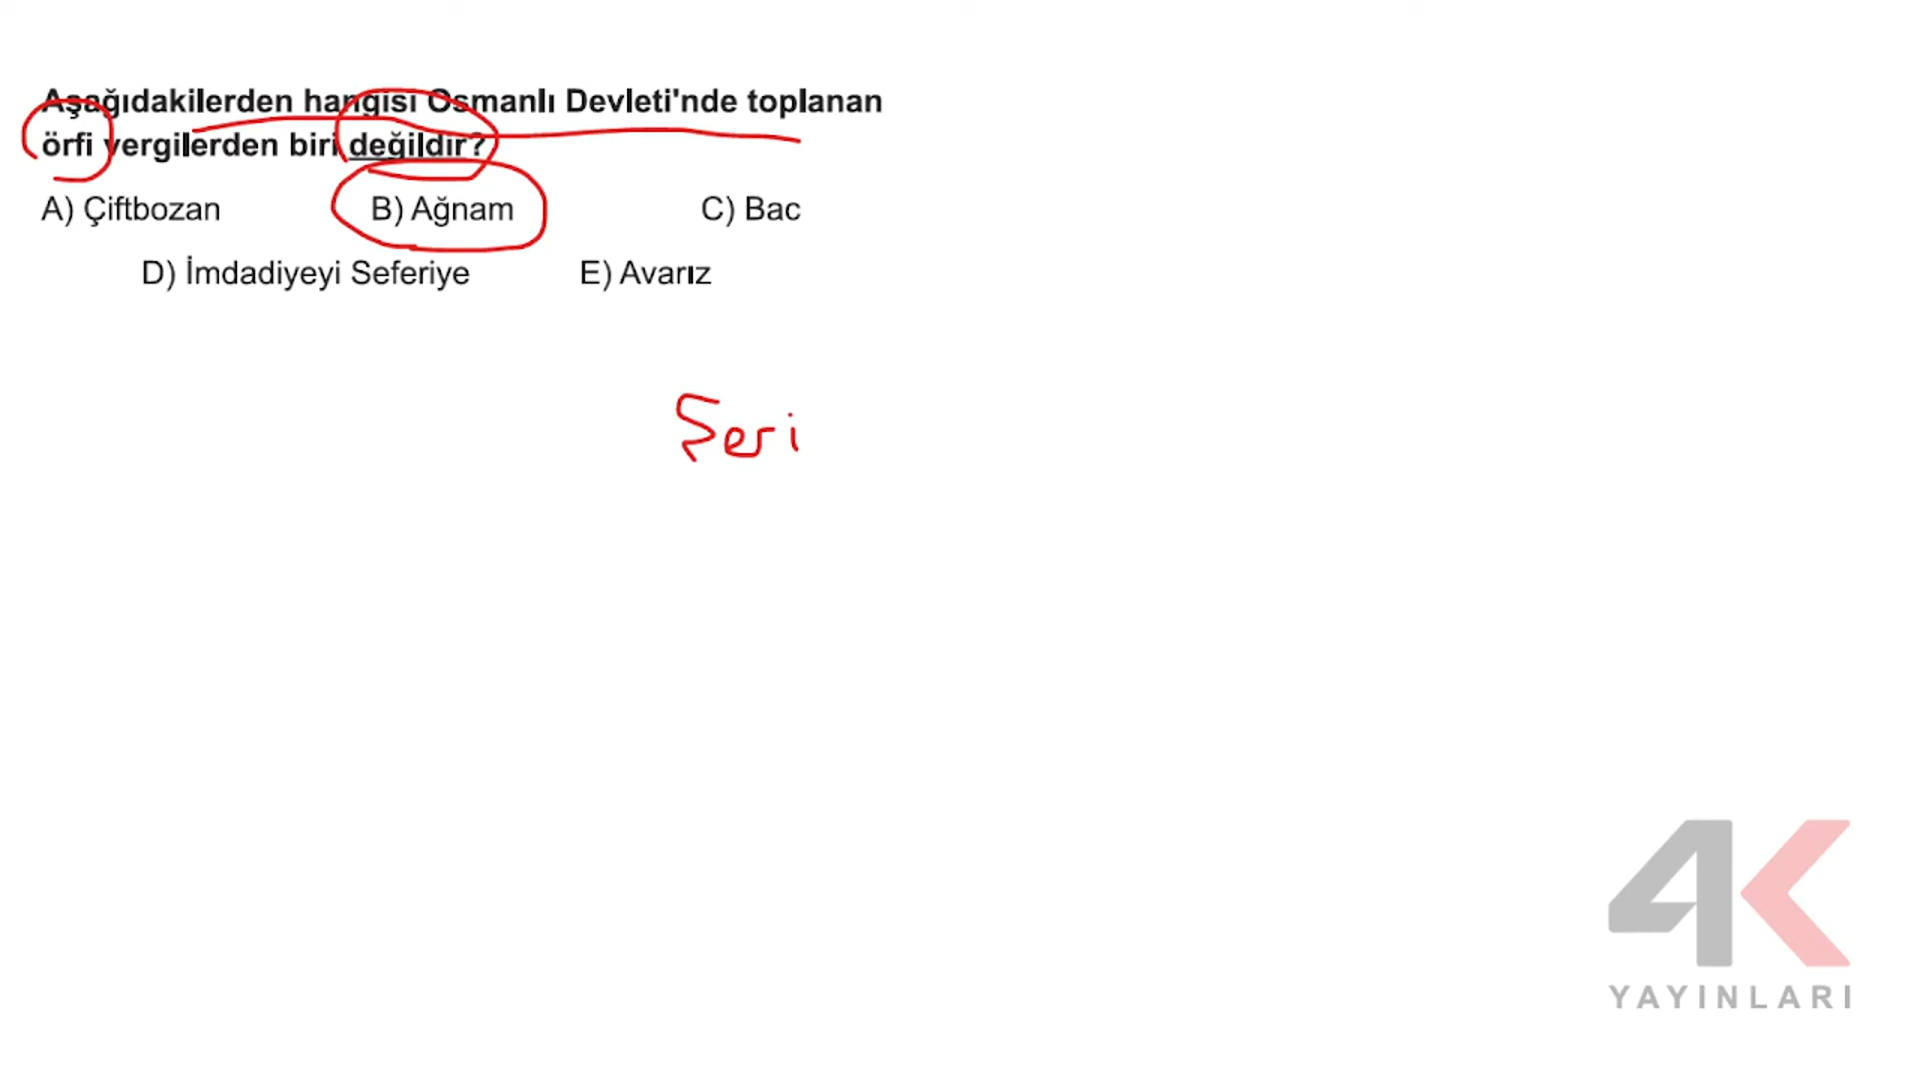 Aşağıdakilerden hangisi Osmanlı Devleti'nde toplanan
örfi vergilerden biri değildir?
A) Çiftbozan B) Ağnam C) Bac
D) İmdadiyeyi Seferiye E) Avarız
Şeri
4K
YAYINLARI